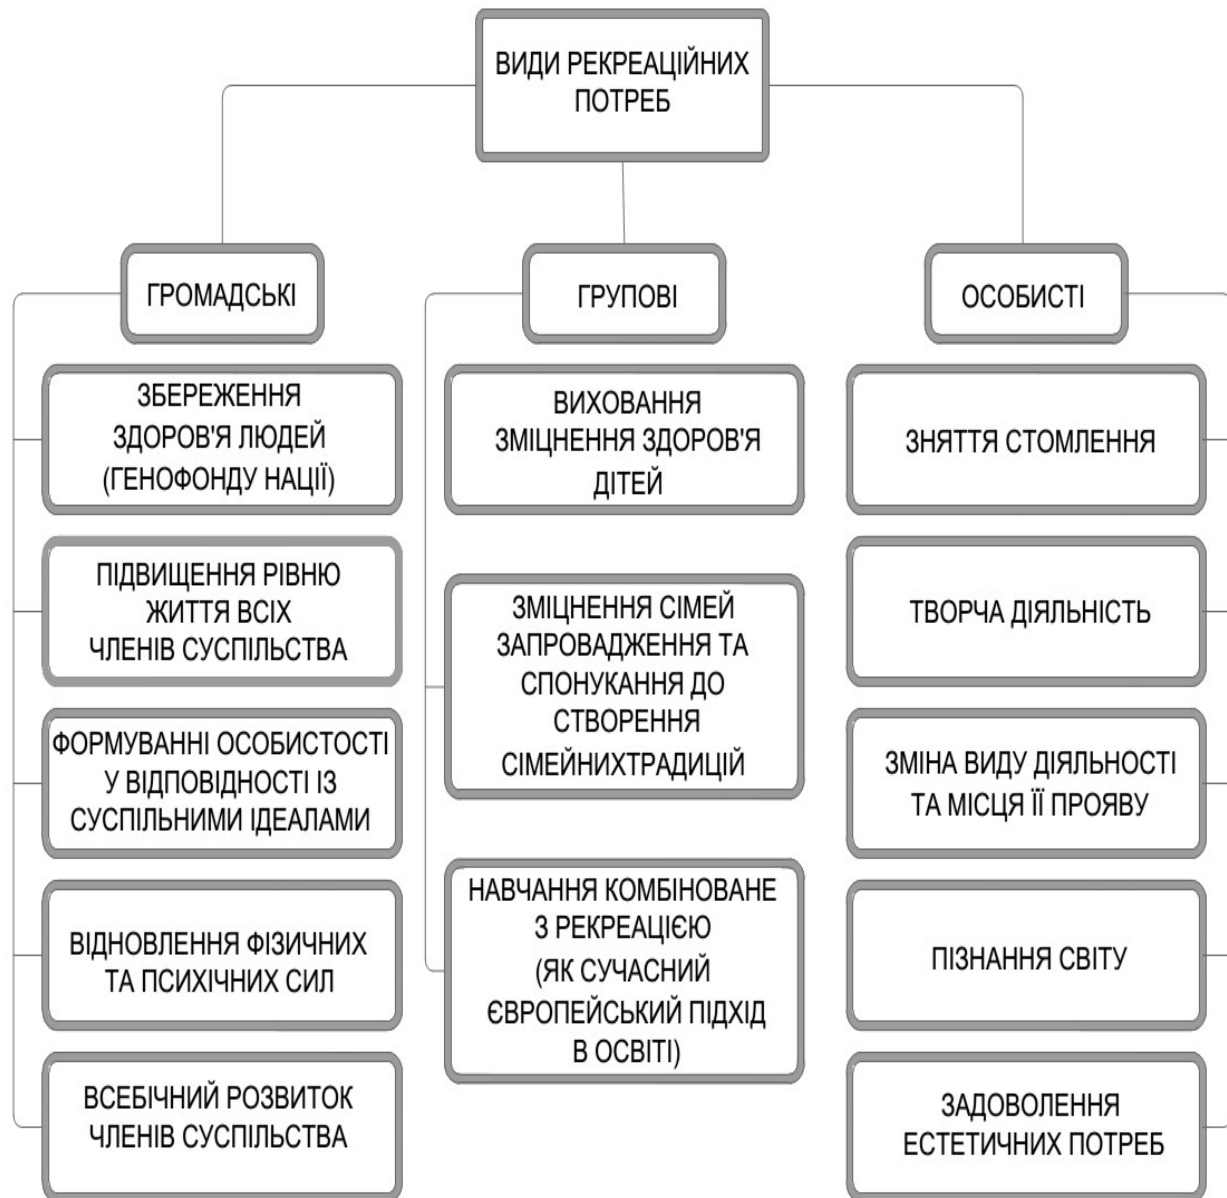 ВИДИ РЕКРЕАЦІЙНИХ
ПОТРЕБ
ГРОМАДСЬКІ
ЗБЕРЕЖЕННЯ
ЗДОРОВ'Я ЛЮДЕЙ
(ГЕНОФОНДУ НАЦІЇ)
ПІДВИЩЕННЯ РІВНЮ
ЖИТТЯ ВСІХ
ЧЛЕНІВ СУСПІЛЬСТВА
ФОРМУВАННІ ОСОБИСТОСТІ
У ВІДПОВІДНОСТІ ІЗ
СУСПІЛЬНИМИ ІДЕАЛАМИ
ВІДНОВЛЕННЯ ФІЗИЧНИХ
ТА ПСИХІЧНИХ СИЛ
ВСЕБІЧНИЙ РОЗВИТОК
ЧЛЕНІВ СУСПІЛЬСТВА
ГРУПОВІ
ВИХОВАННЯ
ЗМІЦНЕННЯ ЗДОРОВ'Я
ДІТЕЙ
ЗМІЦНЕННЯ СІМЕЙ
ЗАПРОВАДЖЕННЯ ТА
СПОНУКАННЯ ДО
СТВОРЕННЯ
СІМЕЙНИХТРАДИЦІЙ
НАВЧАННЯ КОМБІНОВАНЕ
З РЕКРЕАЦІЄЮ
(ЯК СУЧАСНИЙ
ЄВРОПЕЙСЬКИЙ ПІДХІД
В ОСВІТІ)
ОСОБИСТІ
ЗНЯТТЯ СТОМЛЕННЯ
ТВОРЧА ДІЯЛЬНІСТЬ
ЗМІНА ВИДУ ДІЯЛЬНОСТІ
ТА МІСЦЯ ЇЇ ПРОЯВУ
ПІЗНАННЯ СВІТУ
ЗАДОВОЛЕННЯ
ЕСТЕТИЧНИХ ПОТРЕБ